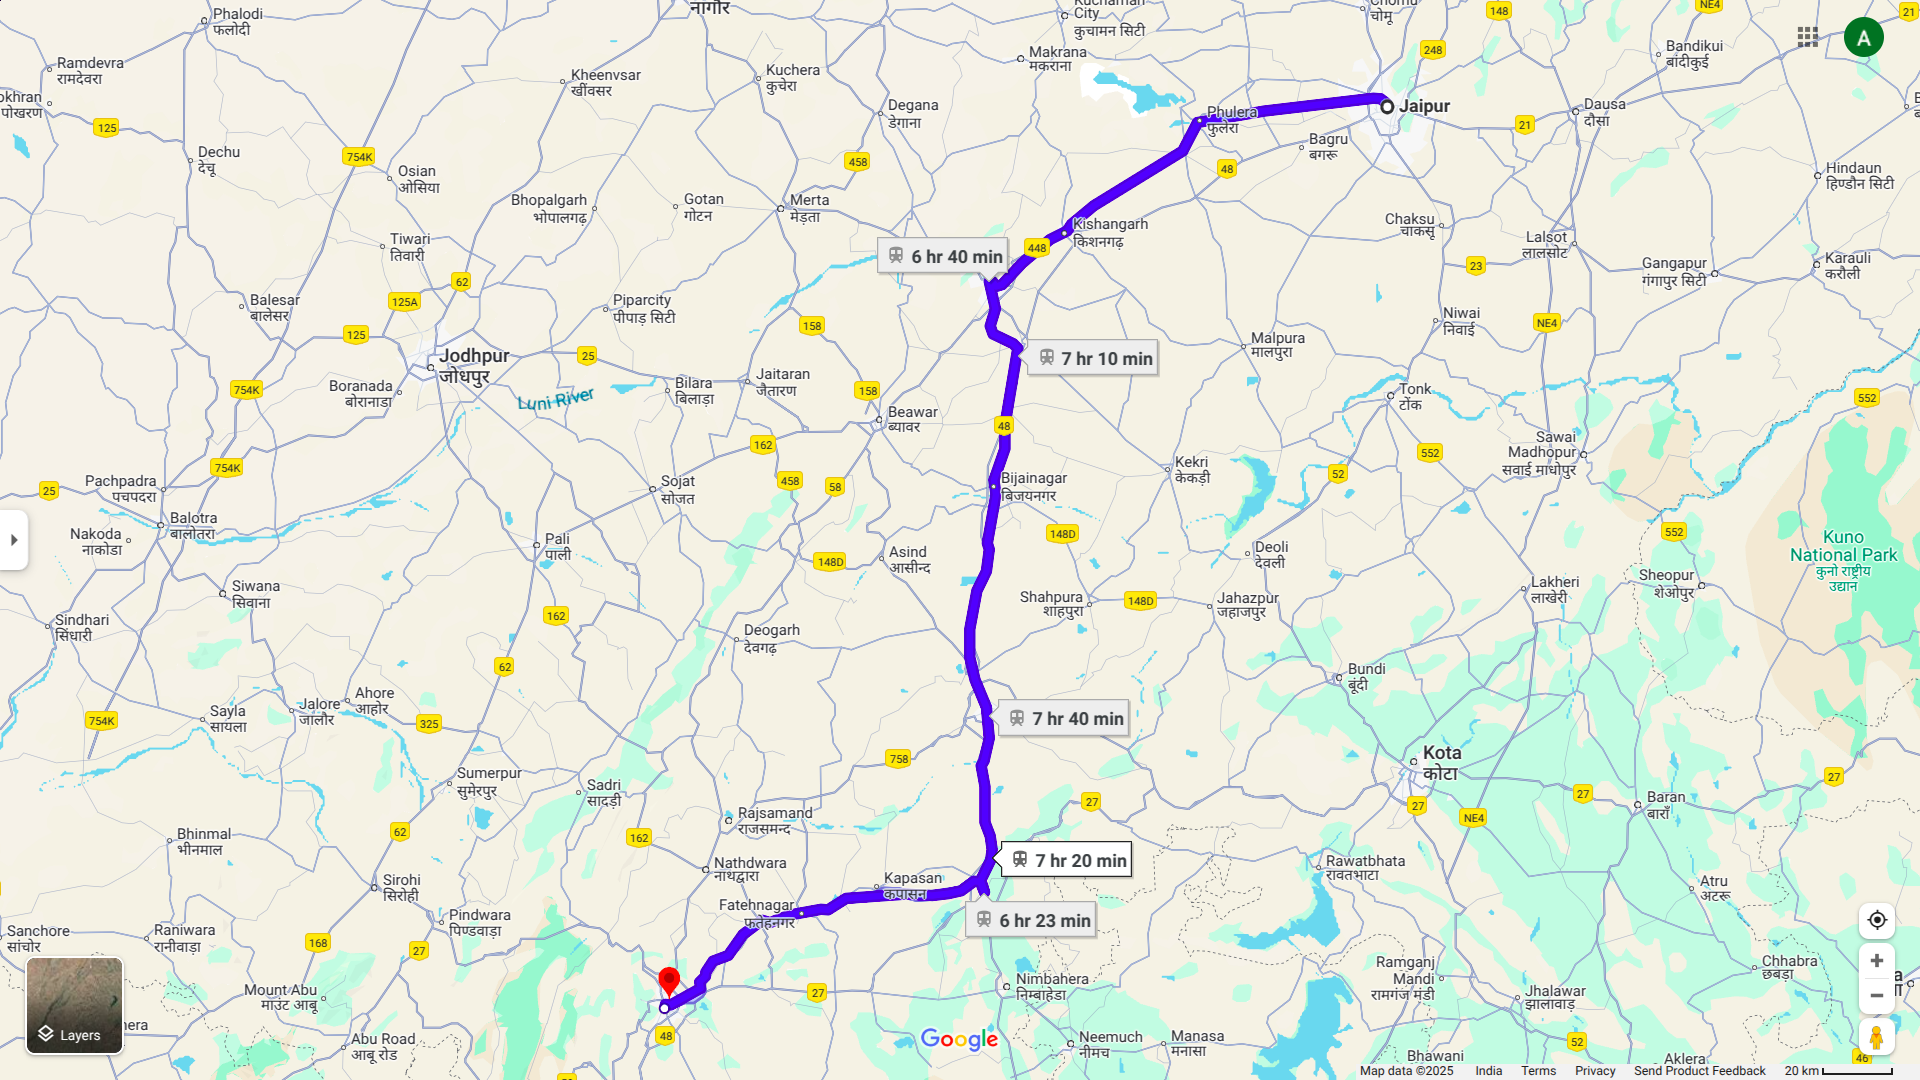 Phalodi
फलोदी
नागौर
City
कुचामन सिटी
चोमू
148
NE4
21
Ramdevra
रामदेवरा
Kheenvsar
खींवसर
Kuchera
कुचेरा
Makrana
मकराना
248
Bandikui
बांदीकुई
A
okhran
पोखरण
125
Degana
डेगाना
Phulera
फुलेरा
Jaipur
Dausa
दौसा
21
Dechu
देचू
754K
Osian
ओसिया
458
Bagru
बगरू
48
Hindaun
हिण्डौन सिटी
Bhopalgarh
भोपालगढ़
Gotan
गोटन
Merta
मेड़ता
Kishangarh
किशनगढ़
Chaksu
चाकसू
Lalsot
लालसोट
Tiwari
तिवारी
6 hr 40 min
448
23
Gangapur
गंगापुर सिटी
Karauli
करौली
62
125A
Balesar
बालेसर
Piparcity
पीपाड़ सिटी
158
Niwai
निवाई
NE4
125
Jodhpur
जोधपुर
25
7 hr 10 min
Malpura
मालपुरा
754K
Boranada
बोरानाडा
Luni River
Bilara
बिलाड़ा
Jaitaran
जैतारण
158
Tonk
टोंक
552
Beawar
ब्यावर
48
162
754K
Sawai
Madhopur
सवाई माधोपुर
552
25
Pachpadra
पचपदरा
Sojat
सोजत
458
58
Bijainagar
बिजयनगर
Kekri
केकड़ी
52
Nakoda
नाकोडा
Balotra
बालोतरा
Pali
पाली
148D
Asind
आसीन्द
148D
Deoli
देवली
552
Kuno
National Park
कुनो राष्ट्रीय
उद्यान
Siwana
सिवाना
162
Shahpura
शाहपुरा
148D
Jahazpur
जहाजपुर
Lakheri
लाखेरी
Sheopur
शेओपुर
Sindhari
सिंधारी
Deogarh
देवगढ़
62
Bundi
बूंदी
Ahore
आहोर
Jalore
जालौर
Sayla
सायला
754K
325
7 hr 40 min
758
Kota
कोटा
Sumerpur
सुमेरपुर
Sadri
सादड़ी
27
27
27
NE4
27
Baran
बाराँ
Rajsamand
राजसमन्द
62
162
Bhinmal
भीनमाल
Nathdwara
नाथद्वारा
7 hr 20 min
Rawatbhata
रावतभाटा
Sirohi
सिरोही
Kapasan
कपासन
Atru
अटरू
Fatehnagar
फतेहनगर
6 hr 23 min
Pindwara
पिण्डवाड़ा
Raniwara
रानीवाड़ा
Sanchore
सांचोर
168
27
Ramganj
Mandi
रामगंज मंडी
Chhabra
छबड़ा
Nimbahera
निम्बाहेड़ा
27
Mount Abu
माउंट आबू
Jhalawar
झालावाड़
Layers
Abu Road
आबू रोड
48
Google
Neemuch
नीमच
Manasa
मनासा
52
46
Bhawani
Aklera
Map data ©2025 India Terms Privacy Send Product Feedback 20 km